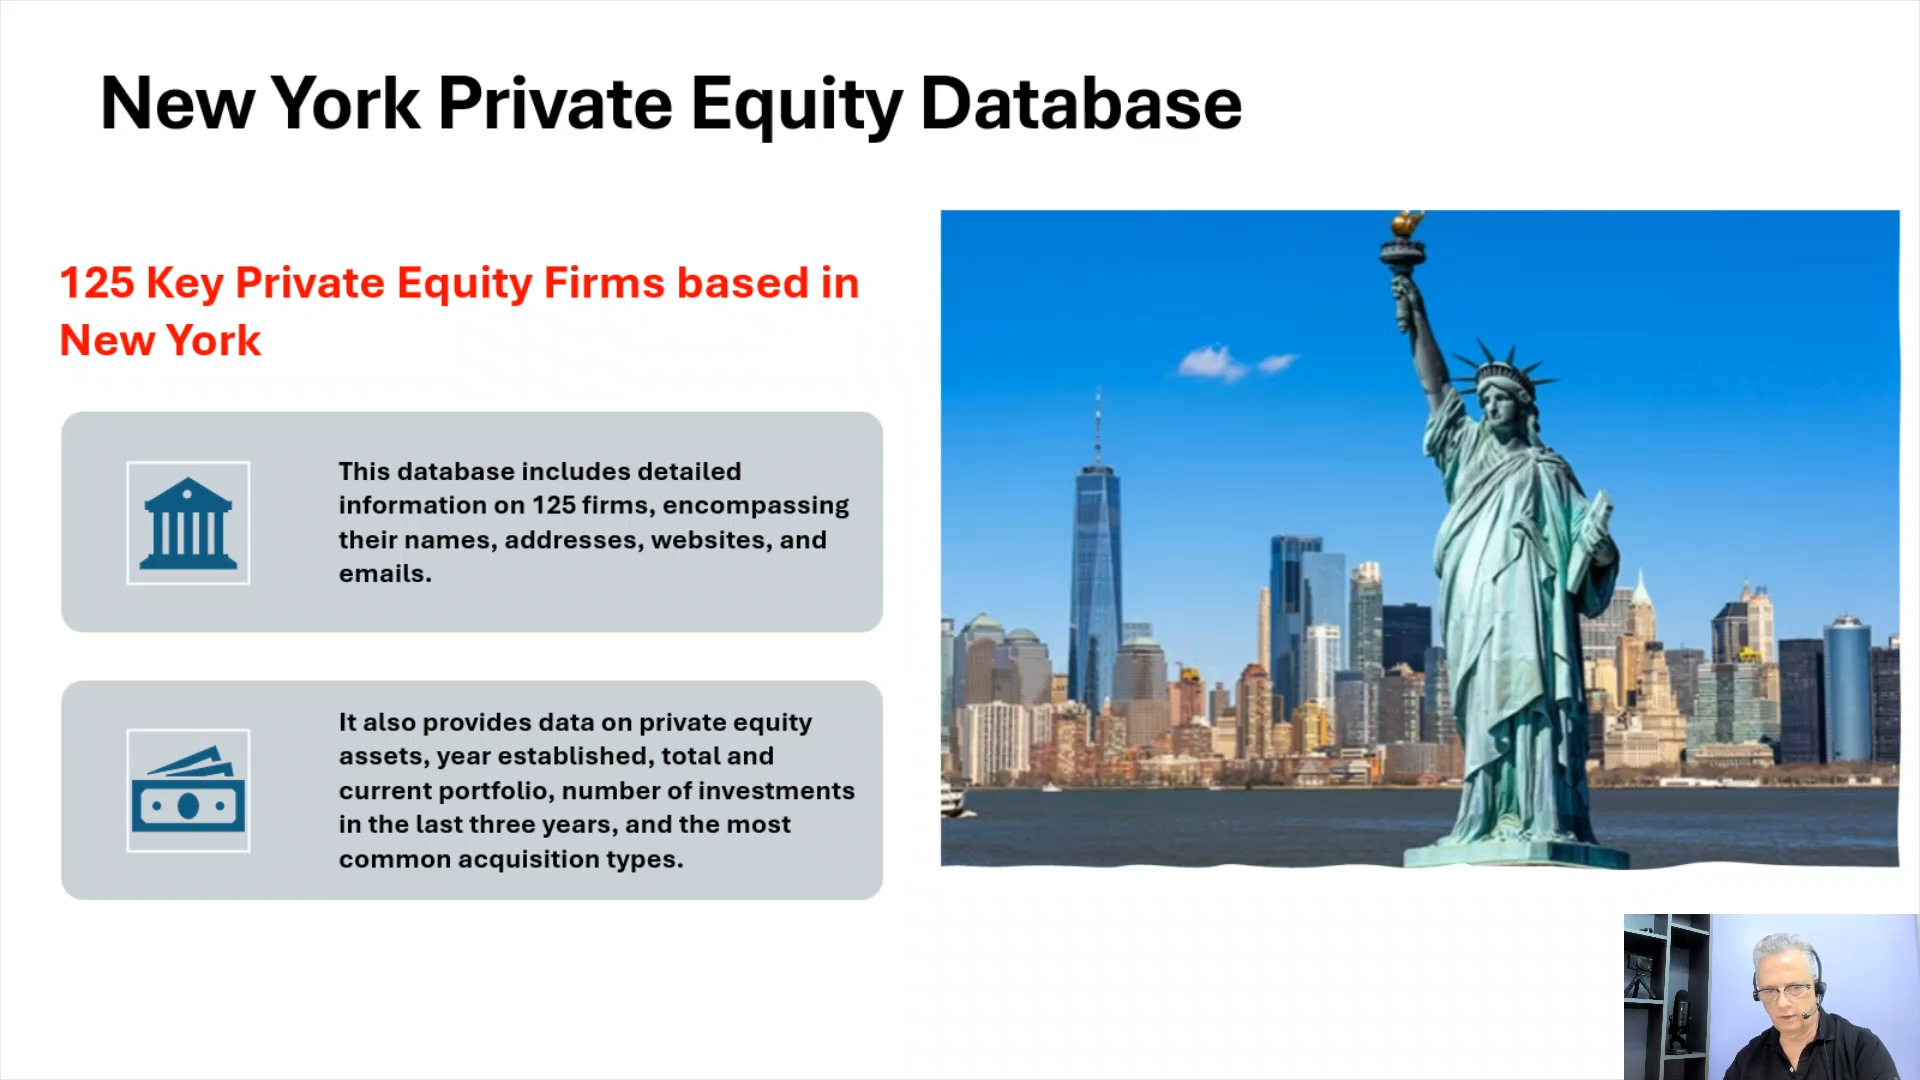 New York Private Equity Database
125 Key Private Equity Firms based in
New York
This database includes detailed
information on 125 firms, encompassing
their names, addresses, websites, and
emails.
It also provides data on private equity
assets, year established, total and
current portfolio, number of investments
in the last three years, and the most
common acquisition types.